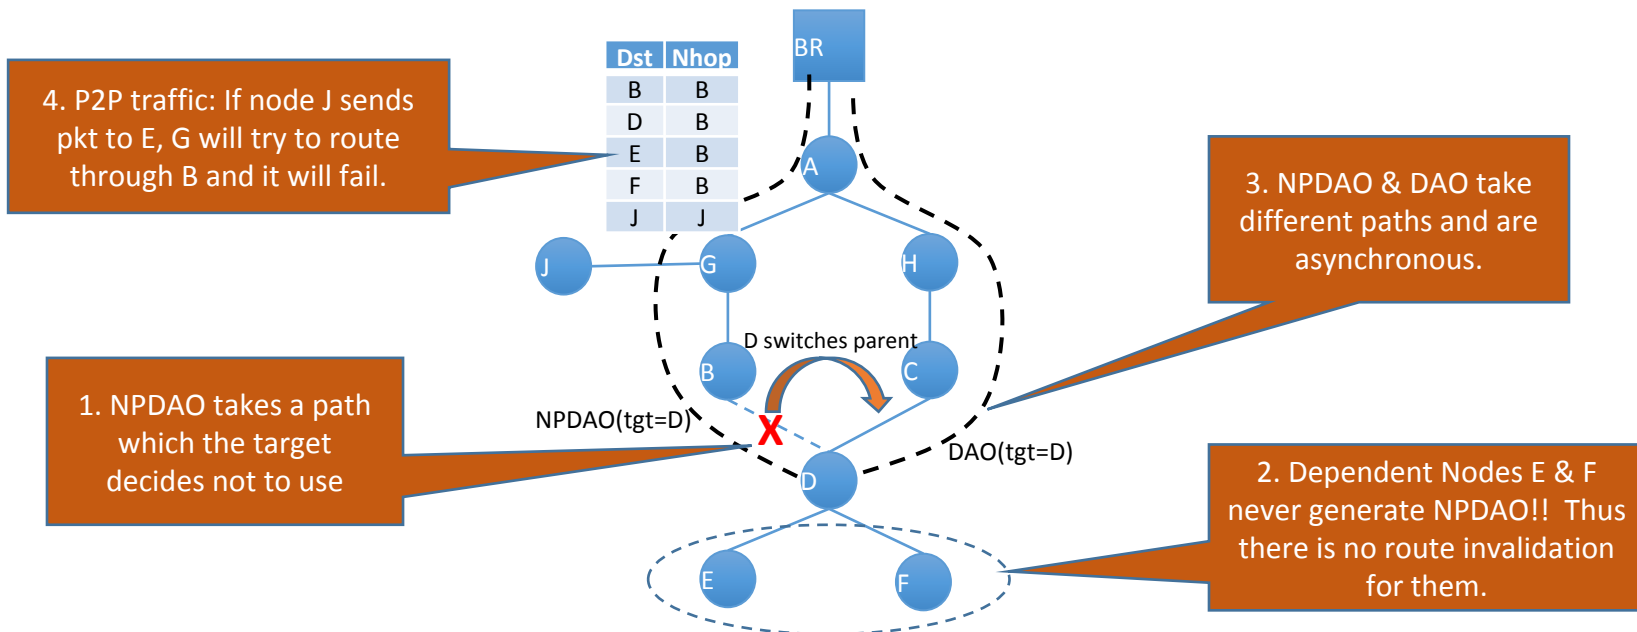 BR
Dst Nhop
B B
D B
E B
F B
J J
4. P2P traffic: If node J sends
pkt to E, G will try to route
through B and it will fail.
A
3. NPDAO & DAO take
different paths and are
asynchronous.
J
G
H
D switches parent
B
C
1. NPDAO takes a path
which the target
decides not to use
NPDAO(tgt=D)
X
DAO(tgt=D)
D
2. Dependent Nodes E & F
never generate NPDAO!! Thus
there is no route invalidation
for them.
E
F